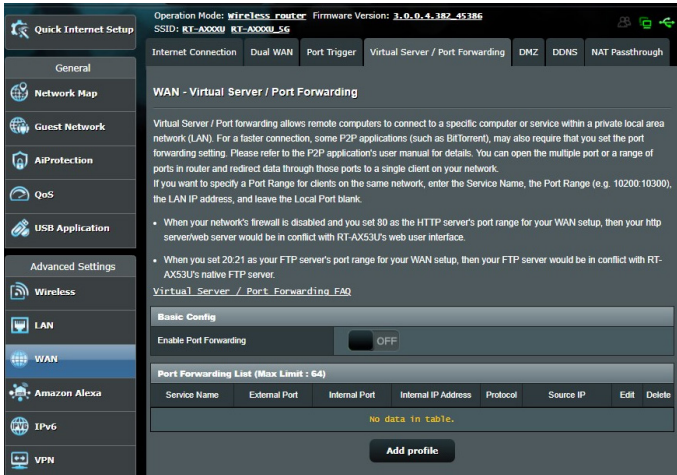 Quick Internet Setup
General
Network Map
Guest Network
AiProtection
QoS
USB Application
Advanced Settings
Wireless
LAN
WAN
Amazon Alexa
IPv6
VPN
Operation Mode: Wireless router Firmware Version: 3.0.0.4.382_45386
SSID: RT-AXXXU RT-AXXXU_5G
Internet Connection Dual WAN Port Trigger Virtual Server / Port Forwarding DMZ DDNS NAT Passthrough
WAN - Virtual Server / Port Forwarding
Virtual Server / Port forwarding allows remote computers to connect to a specific computer or service within a private local area
network (LAN). For a faster connection, some P2P applications (such as BitTorrent), may also require that you set the port
forwarding setting. Please refer to the P2P application's user manual for details. You can open the multiple port or a range of
ports in router and redirect data through those ports to a single client on your network.
If you want to specify a Port Range for clients on the same network, enter the Service Name, the Port Range (e.g. 10200:10300),
the LAN IP address, and leave the Local Port blank.
• When your network's firewall is disabled and you set 80 as the HTTP server's port range for your WAN setup, then your http
server/web server would be in conflict with RT-AX53U's web user interface.
• When you set 20:21 as your FTP server's port range for your WAN setup, then your FTP server would be in conflict with RT-
AX53U's native FTP server.
Virtual Server / Port Forwarding FAQ
Basic Config
Enable Port Forwarding OFF
Port Forwarding List (Max Limit : 64)
Service Name External Port Internal Port Internal IP Address Protocol Source IP Edit Delete
No data in table.
Add profile